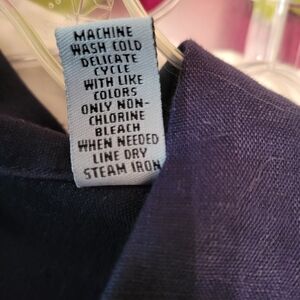 MACHINE
WASH COLD
DELICATE
CYCLE
WITH LIKE
COLORS
ONLY NON-
CHLORINE
BLEACH
WHEN NEEDED
LINE DRY
STEAM IRON